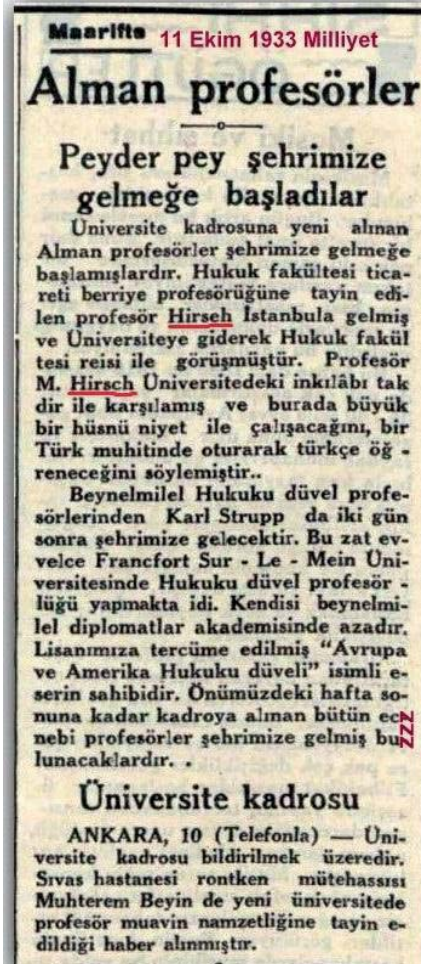 Maarifte 11 Ekim 1933 Milliyet
Alman profesörler
Peyder pey şehrimize
gelmeğe başladılar
Üniversite kadrosuna yeni alınan
Alman profesörler şehrimize gelmeğe
başlamışlardır. Hukuk fakültesi tica-
reti berriye profesörüğüne tayin edi-
len profesör Hirseh İstanbula gelmiş
ve Üniversiteye giderek Hukuk fakül
tesi reisi ile görüşmüştür. Profesör
M. Hirsch Üniversitedeki inkılâbı tak
dir ile karşılamış ve burada büyük
bir hüsnü niyet ile çalışacağını, bir
Türk muhitinde oturarak türkçe öğ -
reneceğini söylemiştir..
Beynelmilel Hukuku düvel profe-
sörlerinden Karl Strupp da iki gün
sonra şehrimize gelecektir. Bu zat ev-
velce Francfort Sur - Le - Mein Üni-
versitesinde Hukuku düvel profesör -
lüğü yapmakta idi. Kendisi beynelmi-
lel diplomatlar akademisinde azadır.
Lisanımıza tercüme edilmiş “Avrupa
ve Amerika Hukuku düveli” isimli e-
serin sahibidir. Önümüzdeki hafta so-
nuna kadar kadroya alınan bütün ec
nebi profesörler şehrimize gelmiş bu
lunacaklardır. .
zzz
Üniversite kadrosu
ANKARA, 10 (Telefonla) — Üni-
versite kadrosu bildirilmek üzeredir.
Sıvas hastanesi rontken mütehassısı
Muhterem Beyin de yeni üniversitede
profesör muavin namzetliğine tayin e-
dildiği haber alınmıştır.